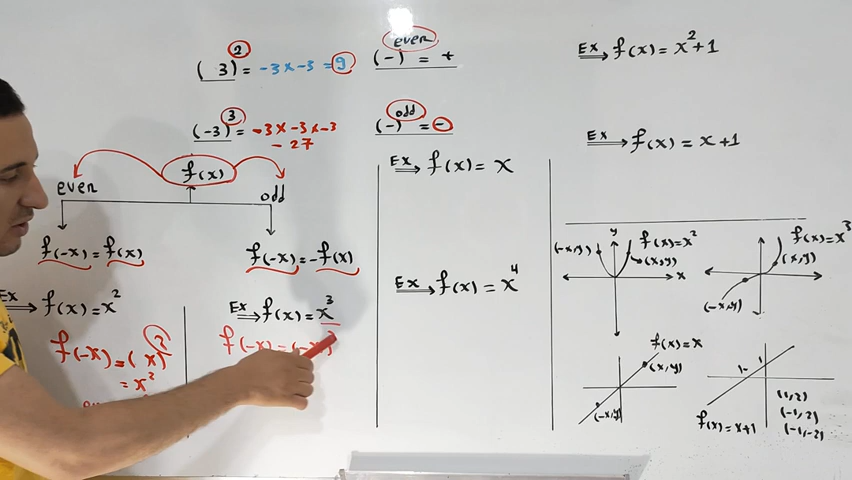 ( 3)² = -3×-3 = 9
(-)^even = +
(-3)³ = -3×-3×-3
- 27
(-)^odd = -
f(x)
even
odd
f(-x) = f(x)
f(-x) = -f(x)
Ex ⟹ f(x) = x²
f(-x) = ( x)²
= x²
Ex ⟹ f(x) = x³
f(-x) = (-x)
Ex ⟹ f(x) = x
Ex ⟹ f(x) = x⁴
Ex ⟹ f(x) = x²+1
Ex ⟹ f(x) = x+1
y
(-x,y)
f(x)=x²
(x,y)
x
f(x)=x³
(x,y)
(-x,y)
f(x)=x
(x,y)
(-x,y)
1- 1
f(x)=x+1
(1,2)
(-1,2)
(-1,-2)